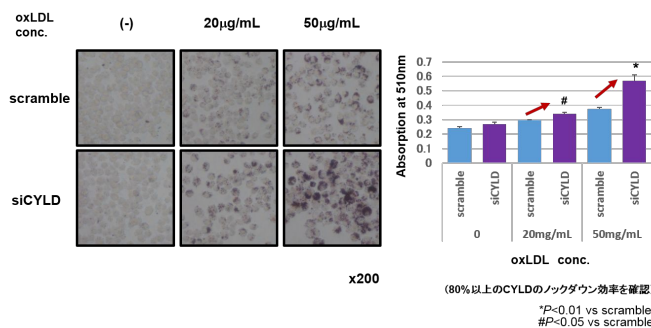 oxLDL
conc.
(-)
20μg/mL
50μg/mL
scramble
siCYLD
x200
Absorption at 510nm
0.7
0.6
0.5
0.4
0.3
0.2
0.1
0
#
*
scramble
siCYLD
scramble
siCYLD
scramble
siCYLD
0
20mg/mL
50mg/mL
oxLDL conc.
(80%以上のCYLDのノックダウン効率を確認)
*P<0.01 vs scramble
#P<0.05 vs scramble